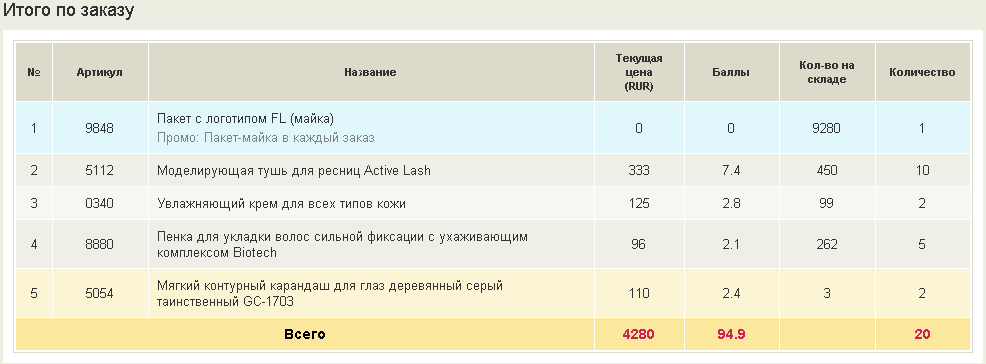 Итого по заказу
№ Артикул Название Текущая цена (RUR) Баллы Кол-во на складе Количество
1 9848 Пакет с логотипом FL (майка) 0 0 9280 1
Промо: Пакет-майка в каждый заказ
2 5112 Моделирующая тушь для ресниц Active Lash 333 7.4 450 10
3 0340 Увлажняющий крем для всех типов кожи 125 2.8 99 2
4 8880 Пенка для укладки волос сильной фиксации с ухаживающим
комплексом Biotech 96 2.1 262 5
5 5054 Мягкий контурный карандаш для глаз деревянный серый
таинственный GC-1703 110 2.4 3 2
Всего 4280 94.9 20